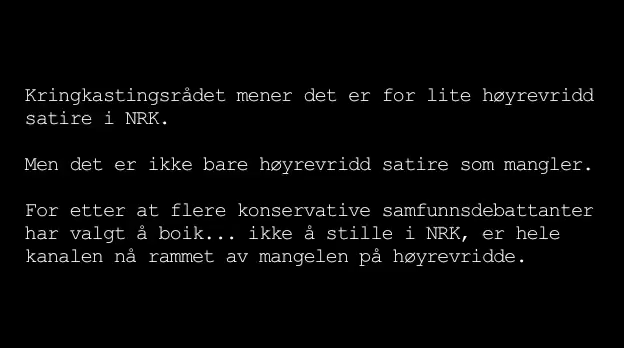 Kringkastingsrådet mener det er for lite høyrevridd
satire i NRK.
Men det er ikke bare høyrevridd satire som mangler.
For etter at flere konservative samfunnsdebattanter
har valgt å boik... ikke å stille i NRK, er hele
kanalen nå rammet av mangelen på høyrevridde.